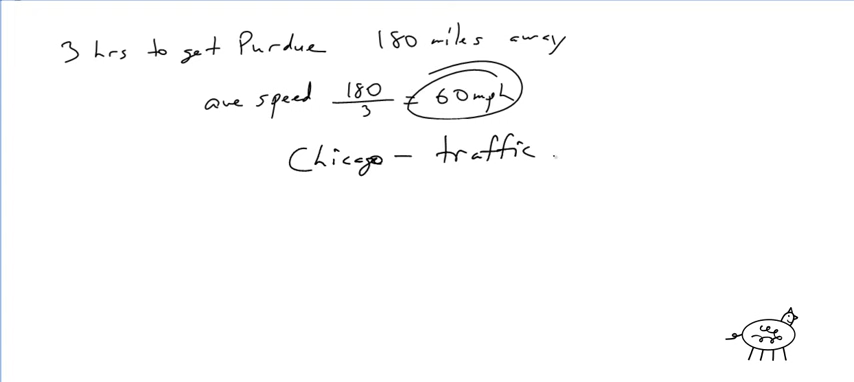 3 hrs to get Purdue 180 miles away
ave speed 180/3 = 60mph
Chicago - traffic.